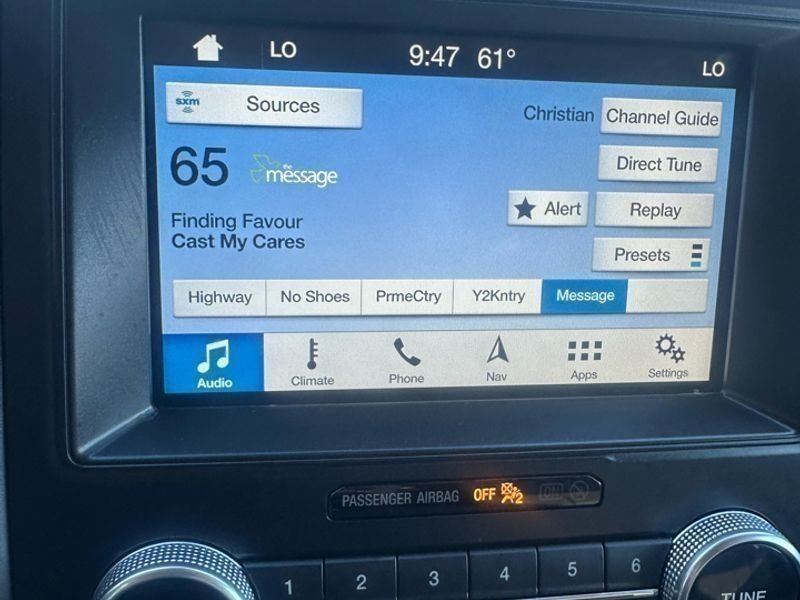 LO 9:47 61° LO
sxm Sources
Christian Channel Guide
65 the message
Direct Tune
Alert Replay
Finding Favour
Cast My Cares
Presets
Highway No Shoes PrmeCtry Y2Kntry Message
Audio Climate Phone Nav Apps Settings
PASSENGER AIRBAG OFF 2 ON
1 2 3 4 5 6
TUNE